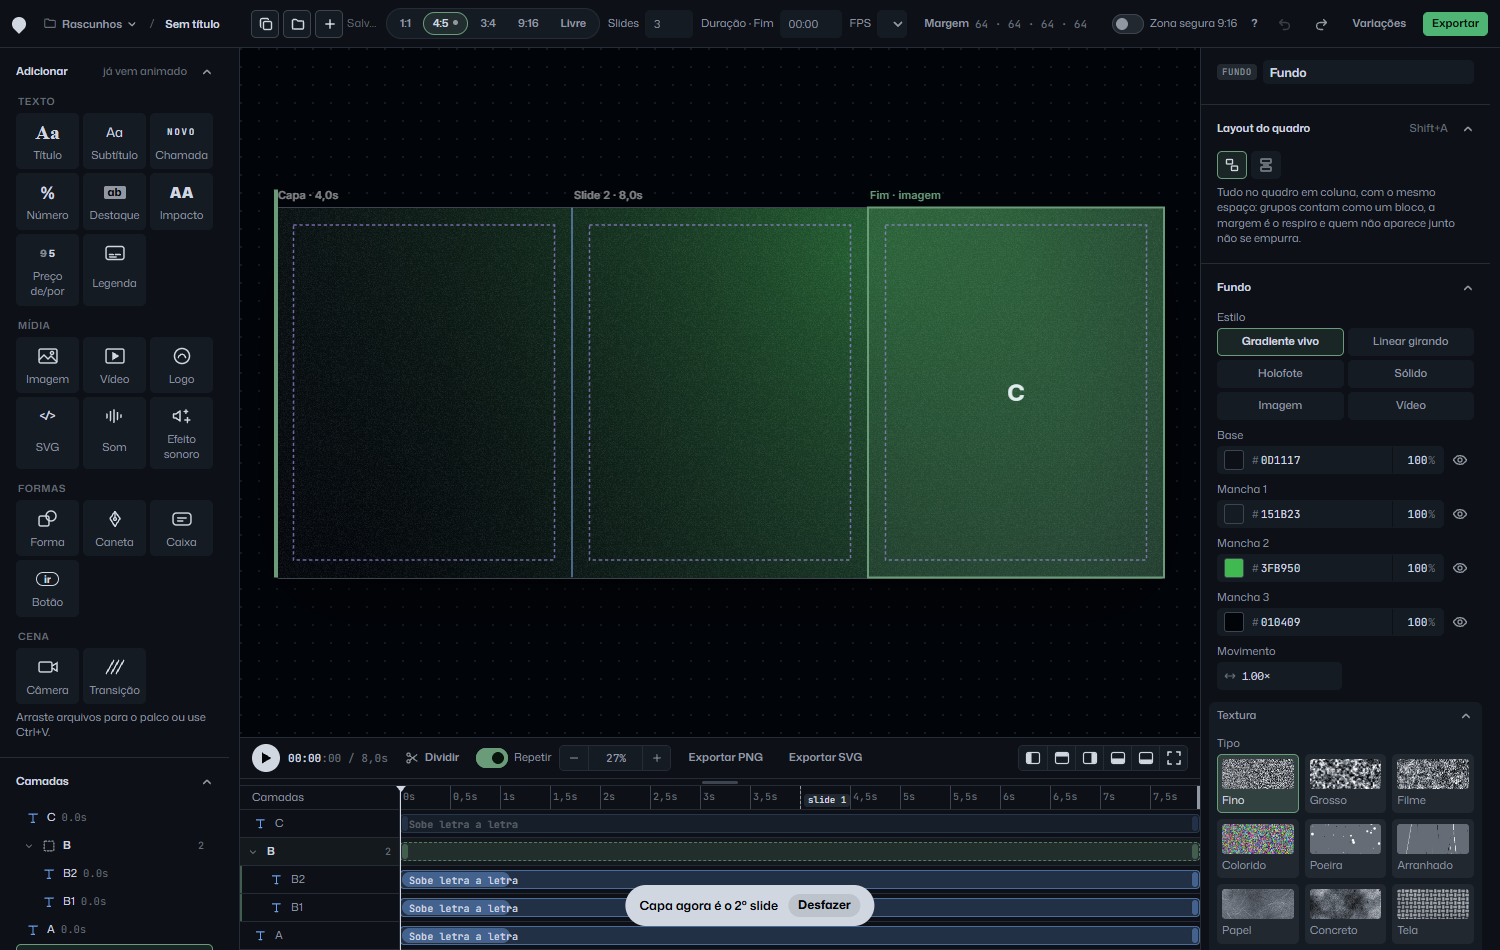 Rascunhos / Sem título
Salv...
1:1 4:5 3:4 9:16 Livre
Slides 3
Duração · Fim 00:00
FPS
Margem 64 · 64 · 64 · 64
Zona segura 9:16
?
Variações
Exportar
Adicionar já vem animado
TEXTO
Aa Aa NOVO
Título Subtítulo Chamada
% ab AA
Número Destaque Impacto
95
Preço de/por
Legenda
MÍDIA
Imagem Vídeo Logo
</>
SVG Som Efeito sonoro
FORMAS
Forma Caneta Caixa
ir
Botão
CENA
Câmera Transição
Arraste arquivos para o palco ou use
Ctrl+V.
Camadas
C 0.0s
B 2
B2 0.0s
B1 0.0s
A 0.0s
Capa · 4,0s
Slide 2 · 8,0s
Fim · imagem
C
00:00:00 / 8,0s
Dividir
Repetir
− 27% +
Exportar PNG
Exportar SVG
Camadas
0s 0,5s 1s 1,5s 2s 2,5s 3s 3,5s slide 1 4,5s 5s 5,5s 6s 6,5s 7s 7,5s
C Sobe letra a letra
B 2
B2 Sobe letra a letra
B1 Sobe letra a letra
A Sobe letra a letra
Capa agora é o 2º slide Desfazer
FUNDO Fundo
Layout do quadro Shift+A
Tudo no quadro em coluna, com o mesmo
espaço: grupos contam como um bloco, a
margem é o respiro e quem não aparece junto
não se empurra.
Fundo
Estilo
Gradiente vivo Linear girando
Holofote Sólido
Imagem Vídeo
Base
# 0D1117 100%
Mancha 1
# 151B23 100%
Mancha 2
# 3FB950 100%
Mancha 3
# 010409 100%
Movimento
1.00×
Textura
Tipo
Fino Grosso Filme
Colorido Poeira Arranhado
Papel Concreto Tela